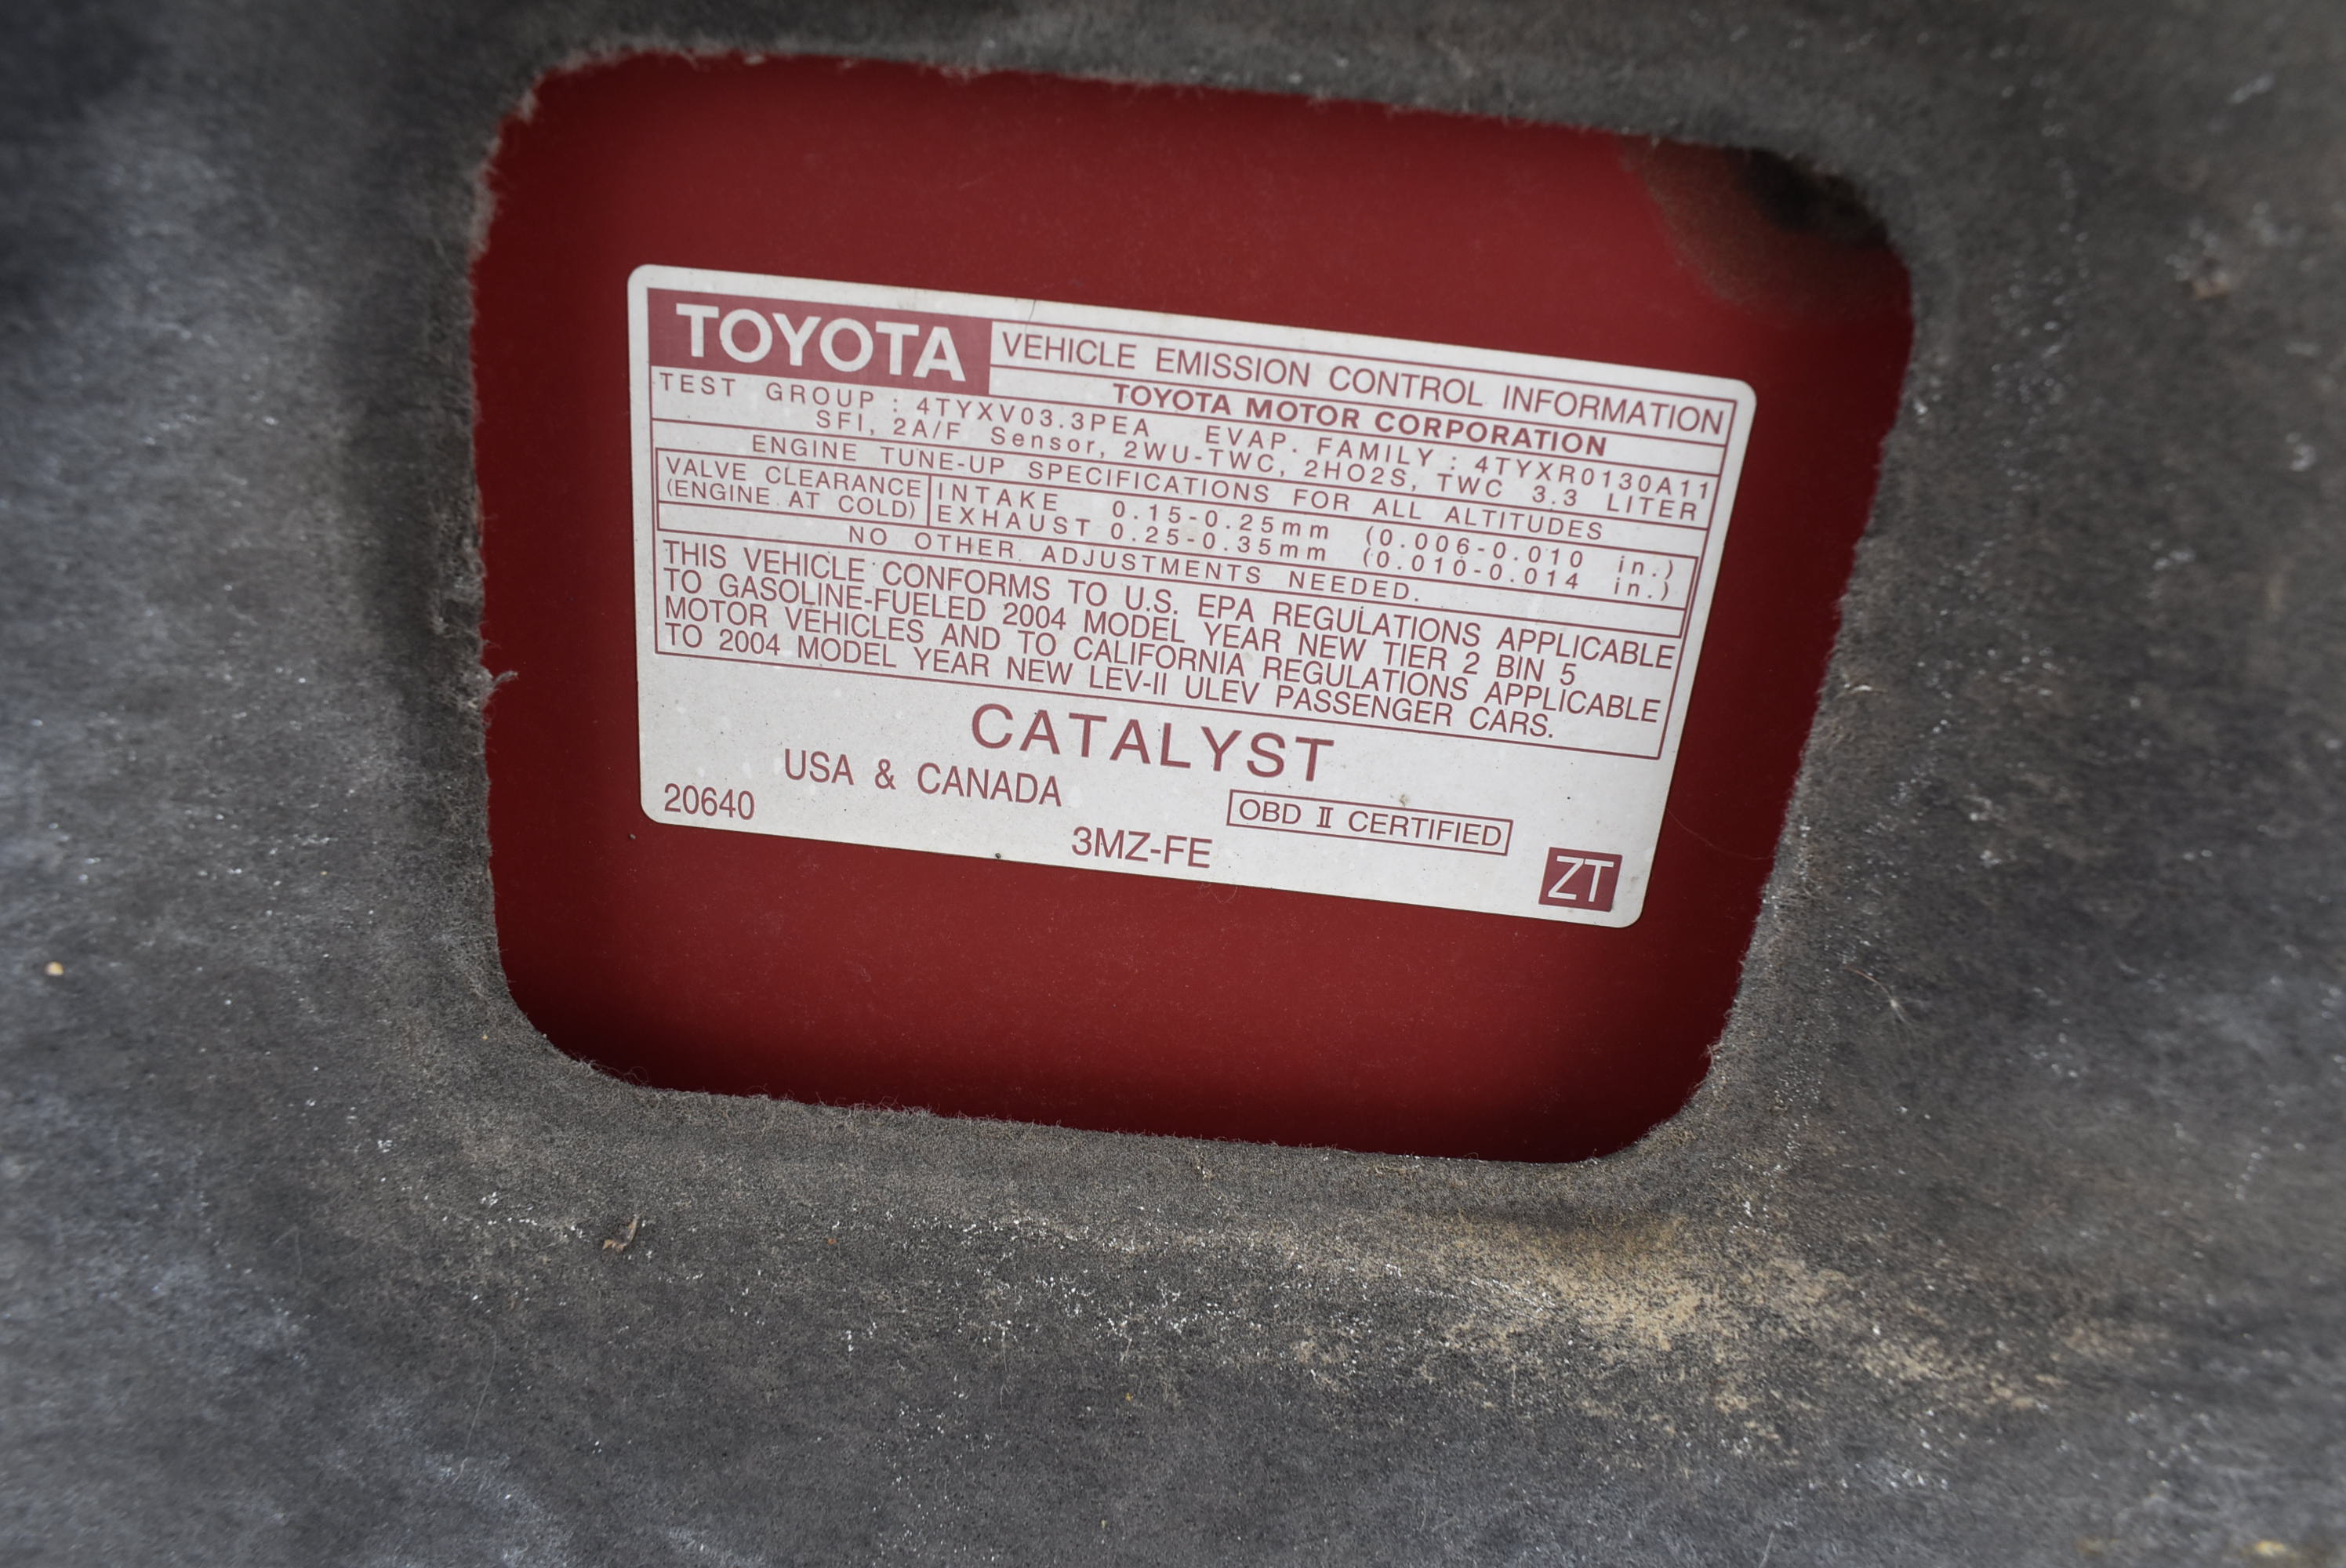 TOYOTA VEHICLE EMISSION CONTROL INFORMATION
TOYOTA MOTOR CORPORATION
TEST GROUP : 4TYXV03.3PEA EVAP. FAMILY : 4TYXR0130A11
SFI, 2A/F Sensor, 2WU-TWC, 2HO2S, TWC 3.3 LITER
ENGINE TUNE-UP SPECIFICATIONS FOR ALL ALTITUDES
VALVE CLEARANCE INTAKE 0.15-0.25mm (0.006-0.010 in.)
(ENGINE AT COLD) EXHAUST 0.25-0.35mm (0.010-0.014 in.)
NO OTHER ADJUSTMENTS NEEDED.
THIS VEHICLE CONFORMS TO U.S. EPA REGULATIONS APPLICABLE
TO GASOLINE-FUELED 2004 MODEL YEAR NEW TIER 2 BIN 5
MOTOR VEHICLES AND TO CALIFORNIA REGULATIONS APPLICABLE
TO 2004 MODEL YEAR NEW LEV-II ULEV PASSENGER CARS.
CATALYST
USA & CANADA
OBD II CERTIFIED
20640
3MZ-FE
ZT